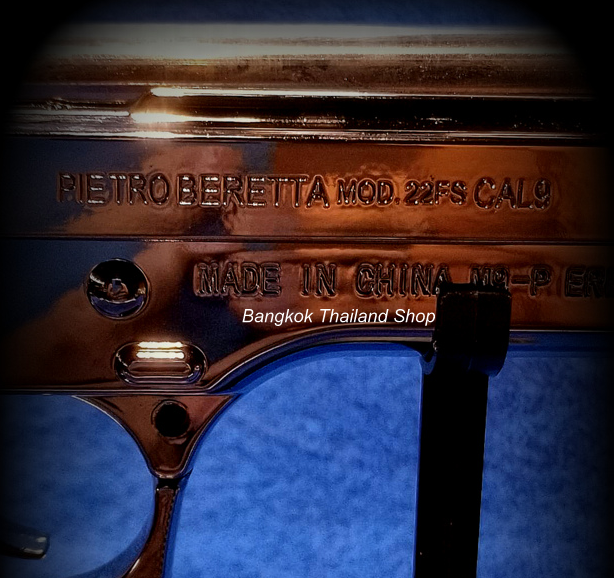 PIETRO BERETTA MOD. 22FS CAL9
MADE IN CHINA
Bangkok Thailand Shop